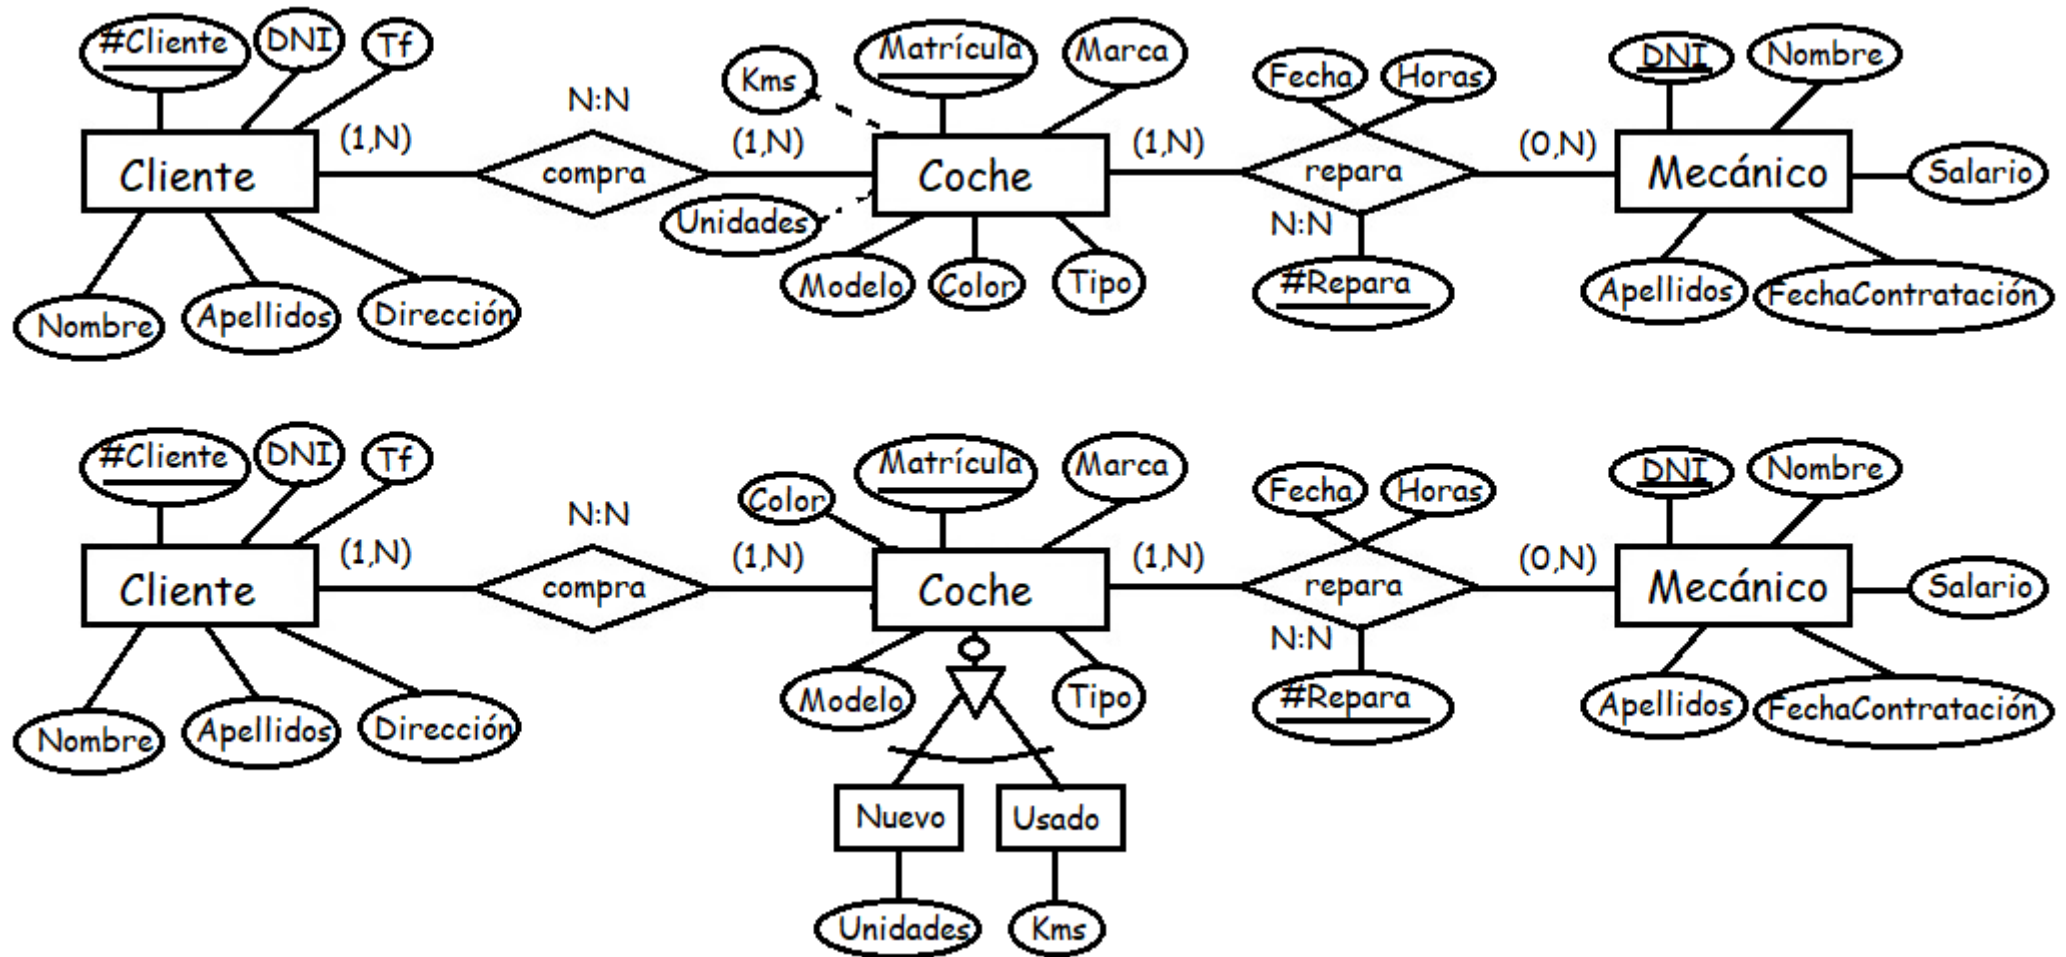 #Cliente DNI Tf
Matrícula Marca
Kms
Fecha Horas
DNI Nombre
N:N
(1,N) (1,N) (1,N) (0,N)
Cliente compra Coche repara Mecánico Salario
Unidades N:N
Modelo Color Tipo #Repara Apellidos FechaContratación
Nombre Apellidos Dirección
#Cliente DNI Tf
Matrícula Marca
Color
Fecha Horas
DNI Nombre
N:N
(1,N) (1,N) (1,N) (0,N)
Cliente compra Coche repara Mecánico Salario
N:N
Modelo Tipo #Repara Apellidos FechaContratación
Nombre Apellidos Dirección
Nuevo Usado
Unidades Kms